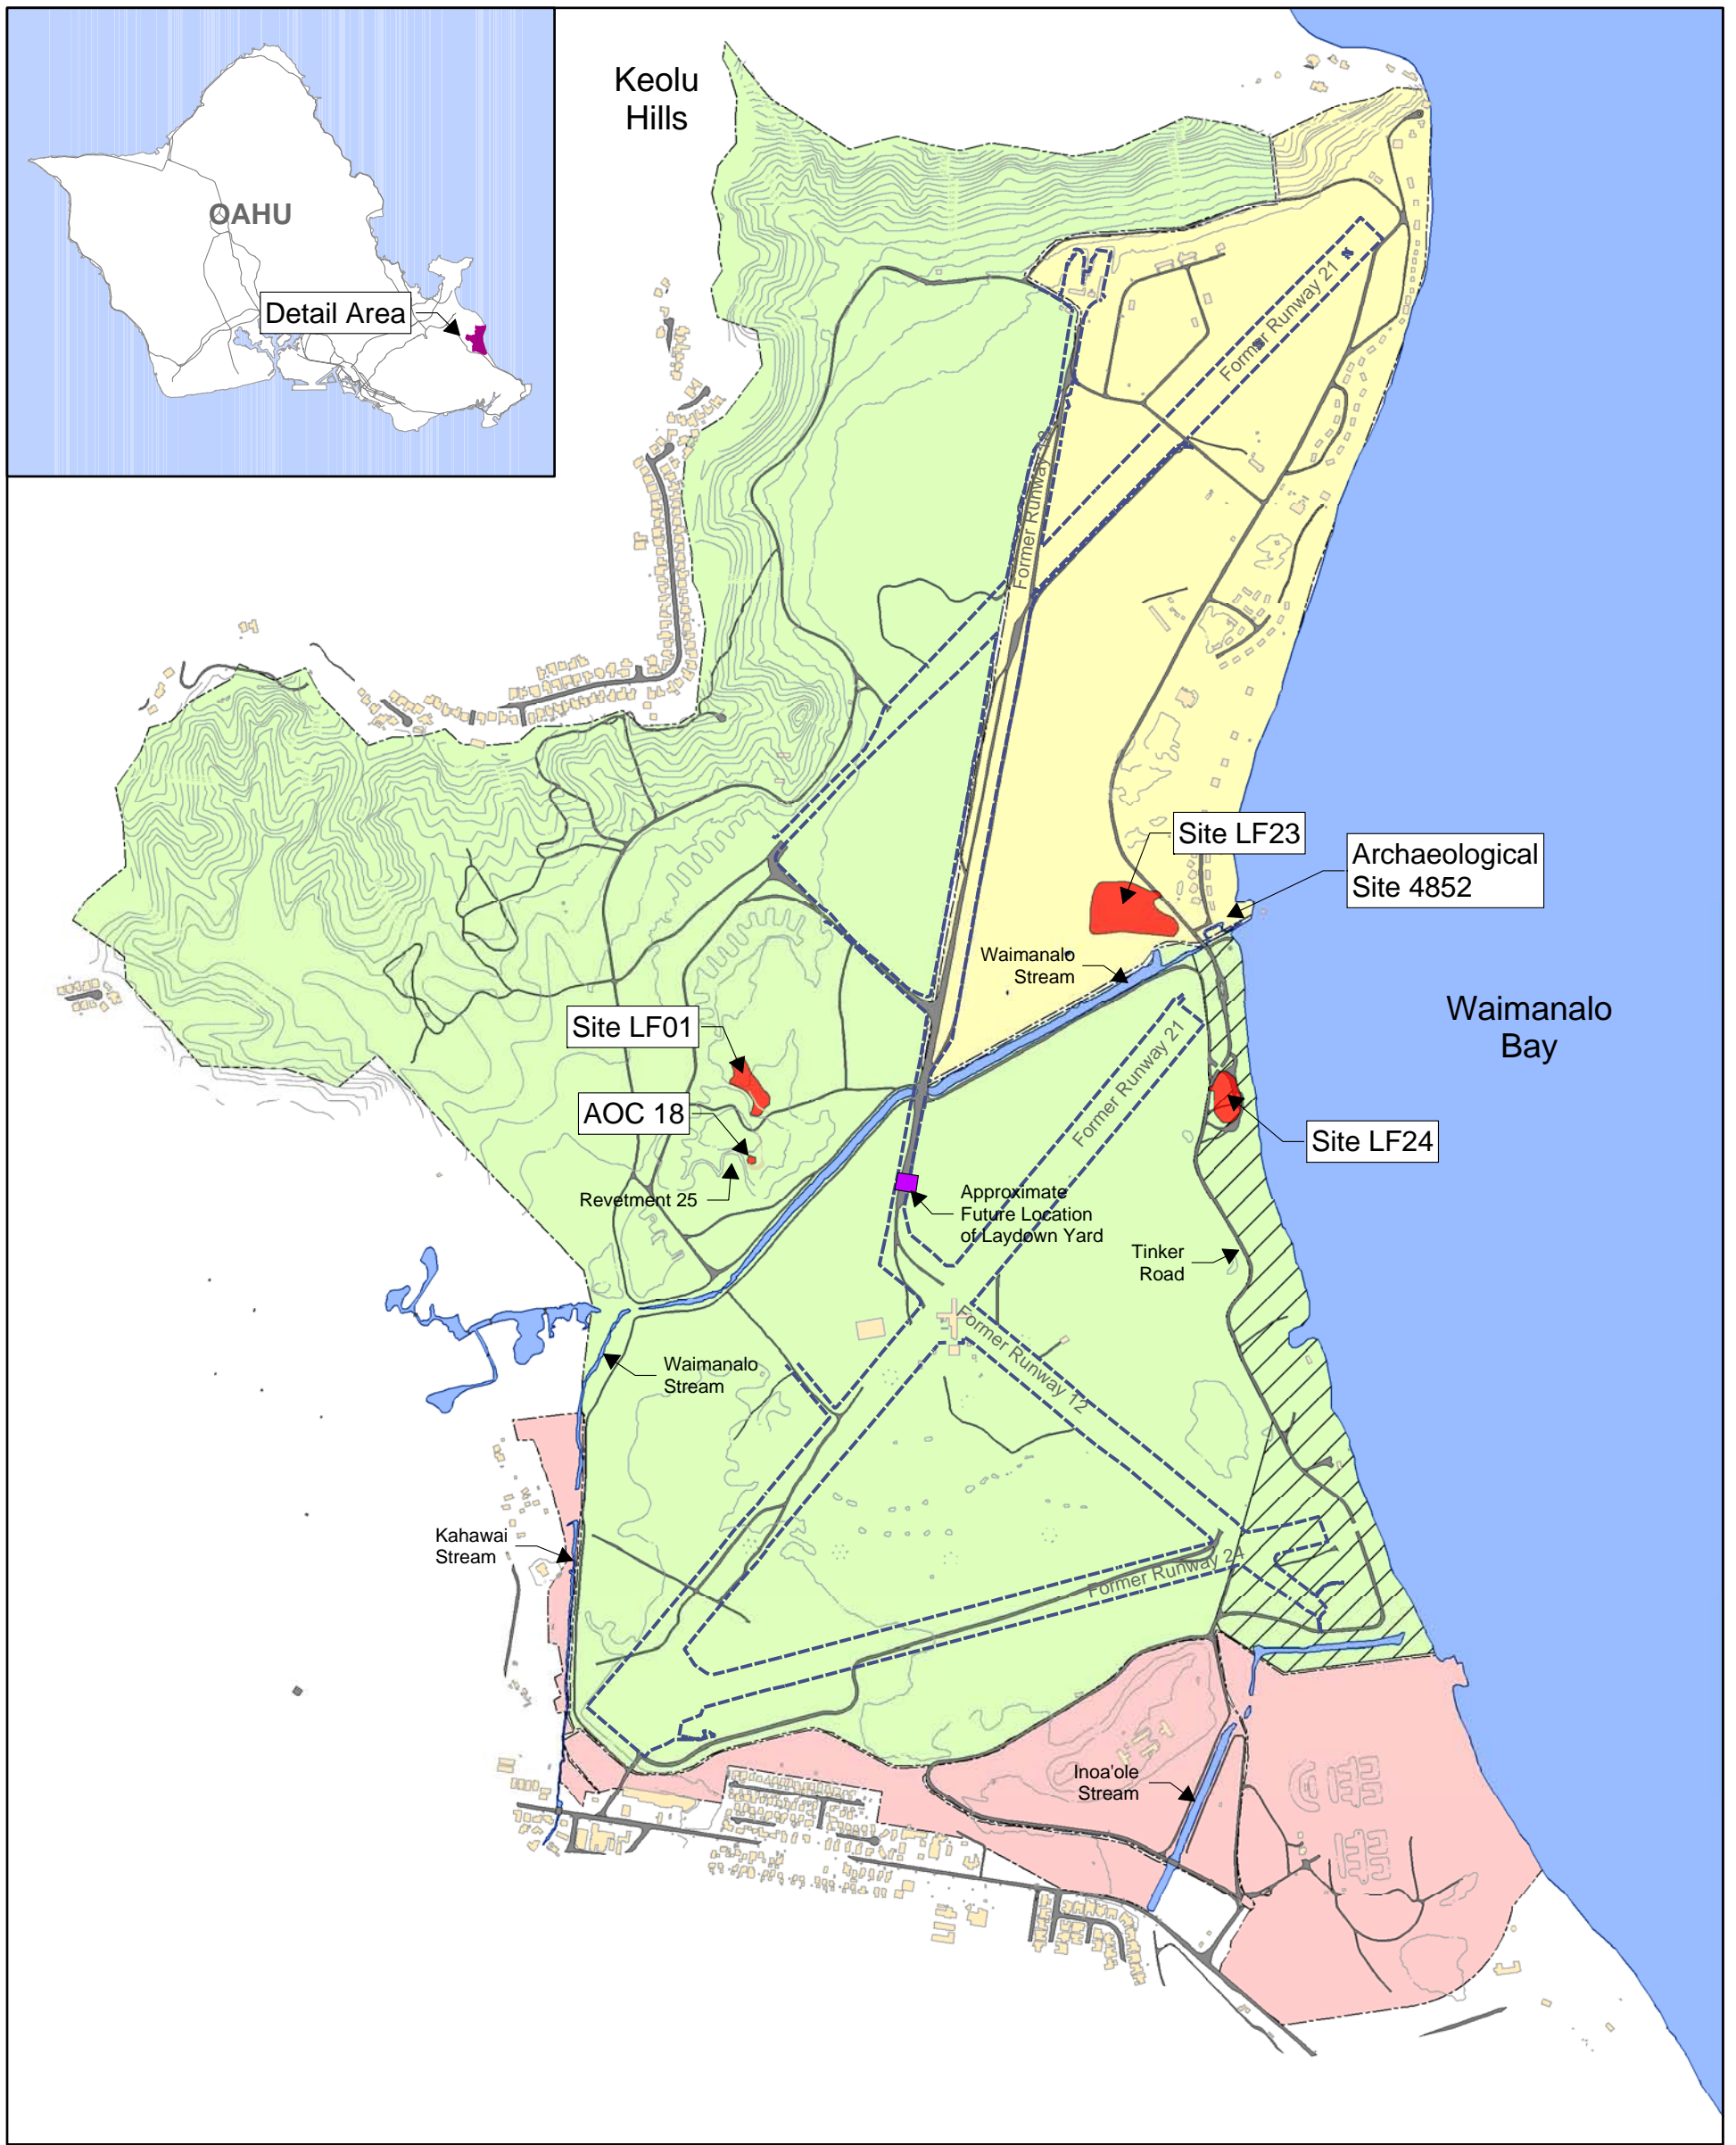 Keolu
Hills
OAHU
Detail Area
Former Runway 21
Former Runway 18
Site LF23
Archaeological
Site 4852
Waimanalo
Stream
Waimanalo
Bay
Site LF01
Former Runway 21
AOC 18
Site LF24
Revetment 25
Approximate
Future Location
of Laydown Yard
Tinker
Road
Former Runway 12
Waimanalo
Stream
Kahawai
Stream
Former Runway 24
Inoa'ole
Stream